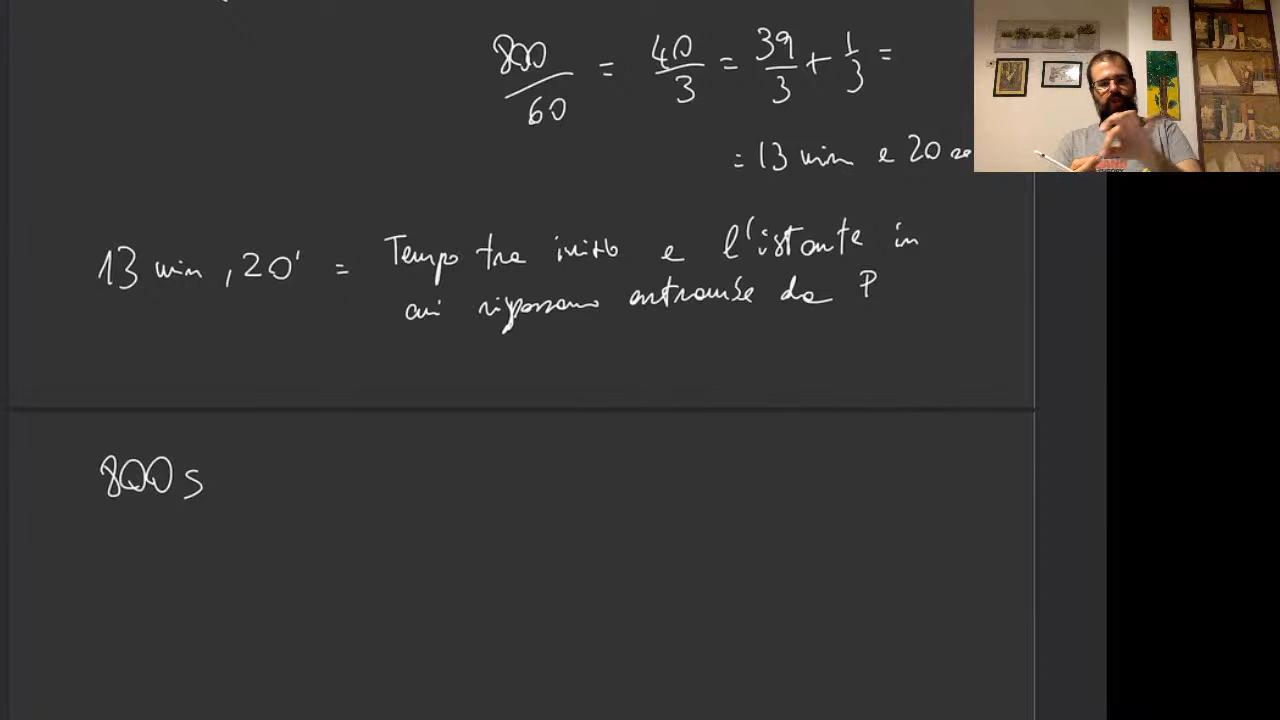 800/60 = 40/3 = 39/3 + 1/3 =
= 13 min e 20 se
13 min, 20' = Tempo tra inizio e l'istante in
cui ripassano entrambe da P
800 s